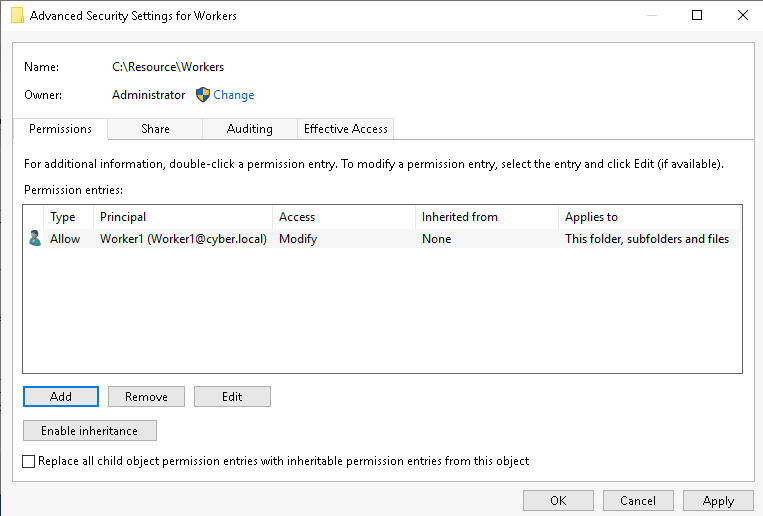 Advanced Security Settings for Workers
Name: C:\Resource\Workers
Owner: Administrator Change
Permissions Share Auditing Effective Access
For additional information, double-click a permission entry. To modify a permission entry, select the entry and click Edit (if available).
Permission entries:
Type Principal Access Inherited from Applies to
Allow Worker1 (Worker1@cyber.local) Modify None This folder, subfolders and files
Add Remove Edit
Enable inheritance
Replace all child object permission entries with inheritable permission entries from this object
OK Cancel Apply